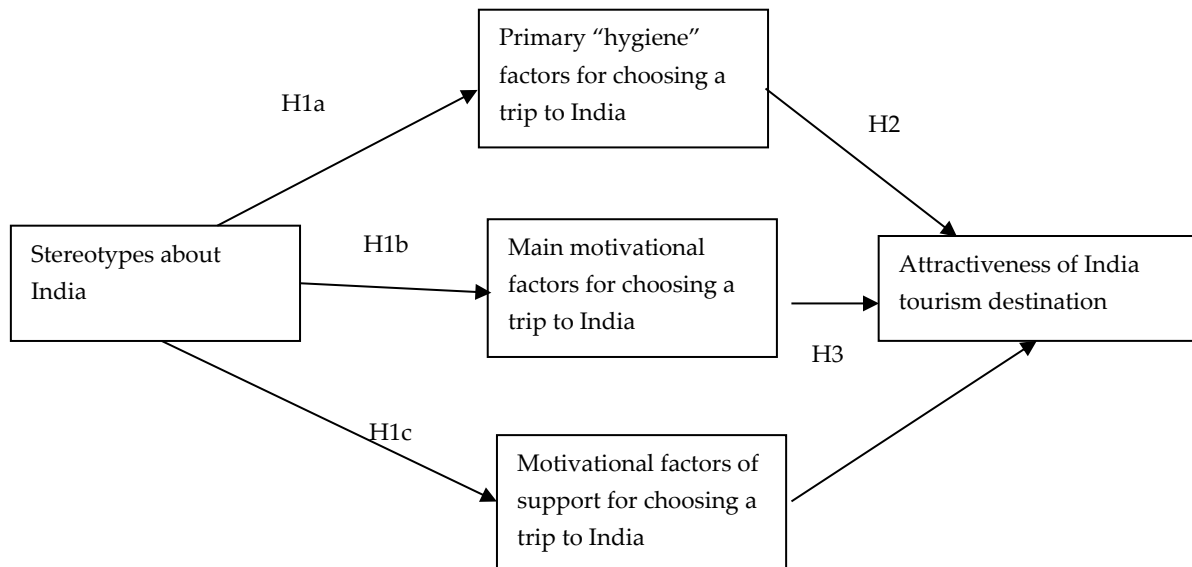 Primary “hygiene”
factors for choosing a
trip to India
H1a
H2
Stereotypes about
India
H1b
Main motivational
factors for choosing a
trip to India
Attractiveness of India
tourism destination
H3
H1c
Motivational factors of
support for choosing a
trip to India